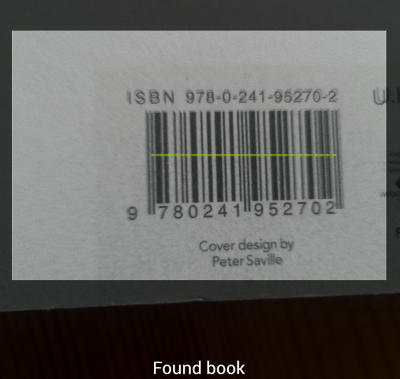 ISBN 978-0-241-95270-2
9 780241 952702
Cover design by
Peter Saville
Found book